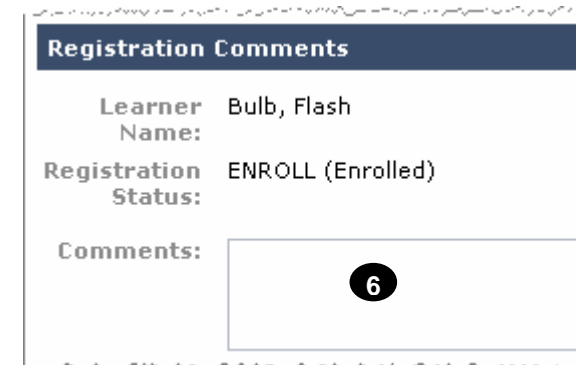 Registration Comments
Learner Name: Bulb, Flash
Registration Status: ENROLL (Enrolled)
Comments:
6